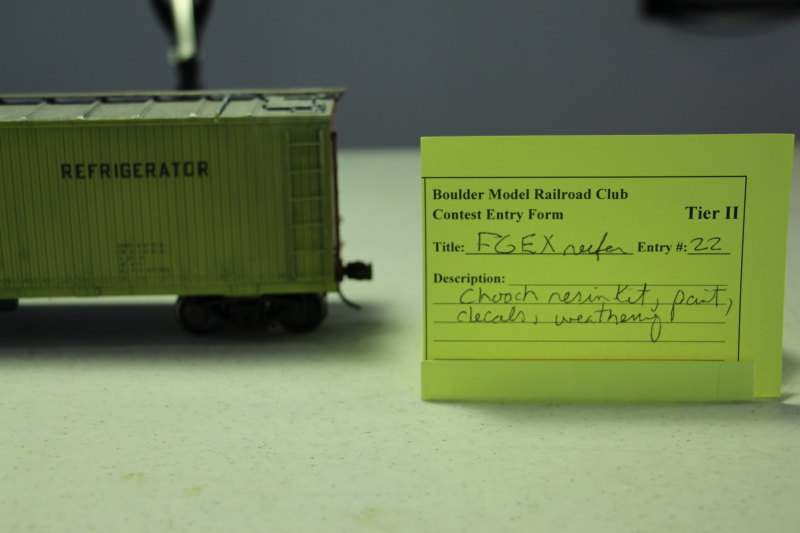 REFRIGERATOR
Boulder Model Railroad Club
Contest Entry Form Tier II
Title: FGEX reefer Entry #: 22
Description:
Chooch resin kit, paint,
decals, weathering